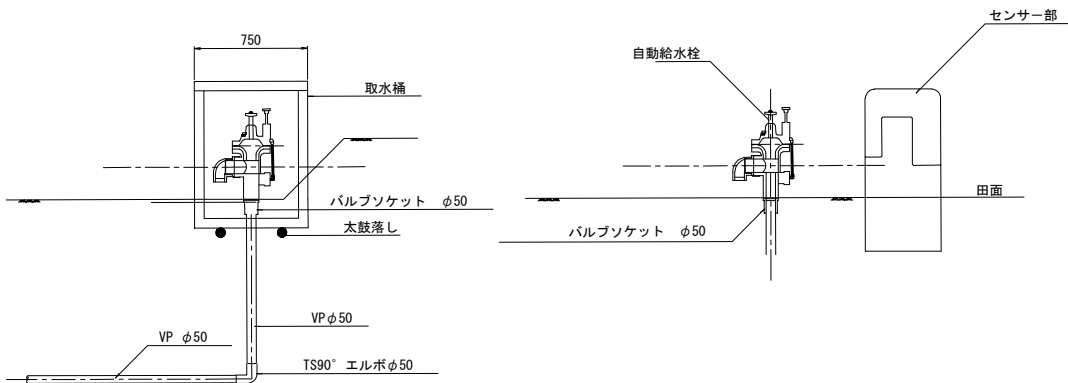 750
取水桶
バルブソケット φ50
太鼓落し
VPφ50
VP φ50
TS90° エルボφ50
センサー部
自動給水栓
田面
バルブソケット φ50